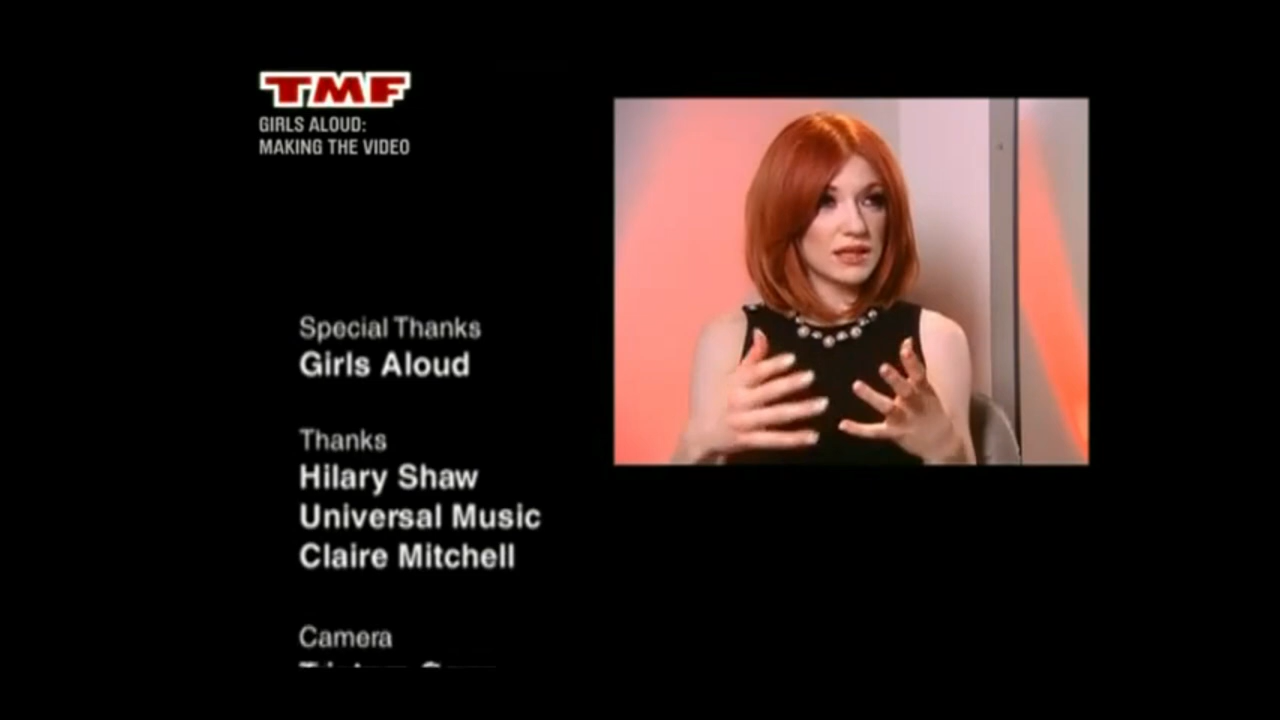 TMF
GIRLS ALOUD:
MAKING THE VIDEO
Special Thanks
Girls Aloud
Thanks
Hilary Shaw
Universal Music
Claire Mitchell
Camera